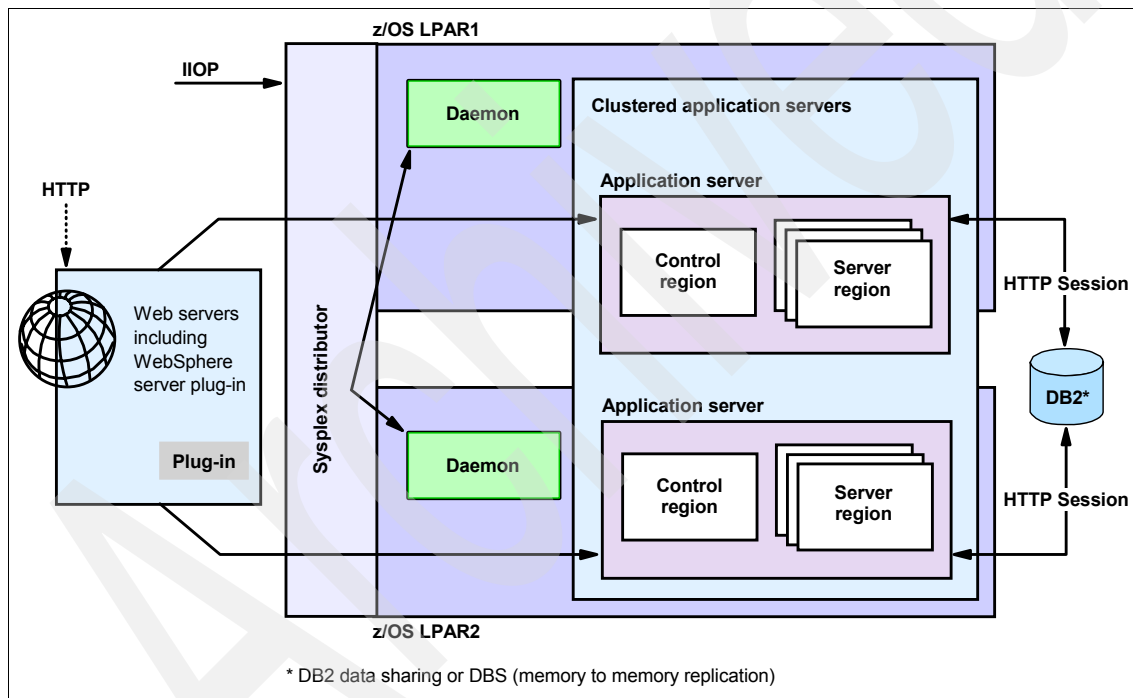 z/OS LPAR1
IIOP
Daemon
Clustered application servers
HTTP
Application server
Control
region
Server
region
HTTP Session
Web servers
including
WebSphere
server plug-in
Plug-in
Sysplex distributor
DB2*
Application server
Daemon
Control
region
Server
region
HTTP Session
z/OS LPAR2
* DB2 data sharing or DBS (memory to memory replication)